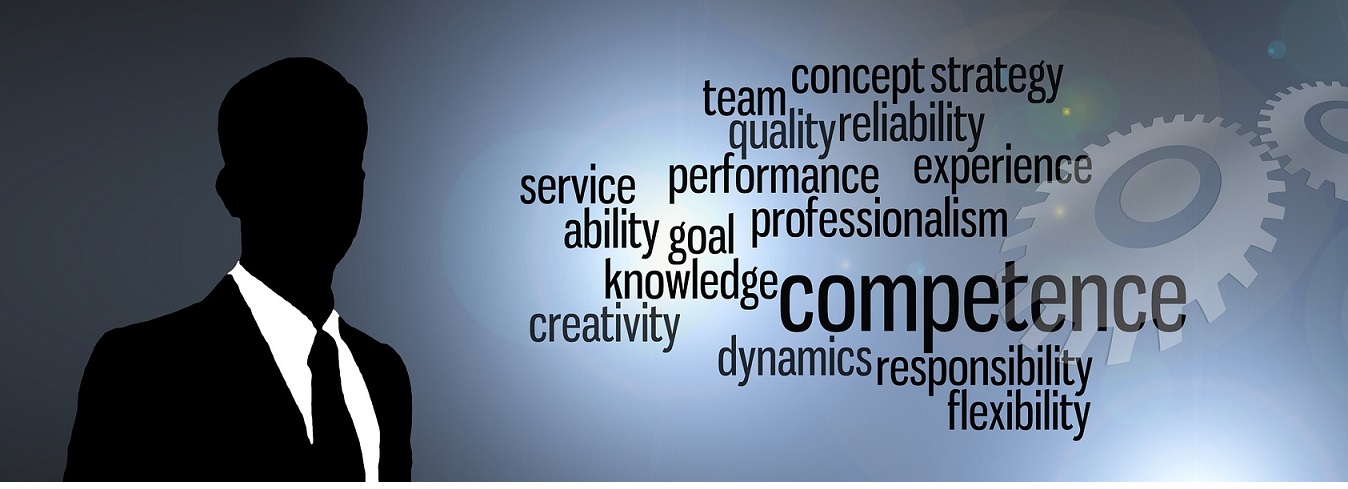 concept strategy
team
quality reliability
performance experience
service
ability goal professionalism
knowledge competence
creativity
dynamics responsibility
flexibility